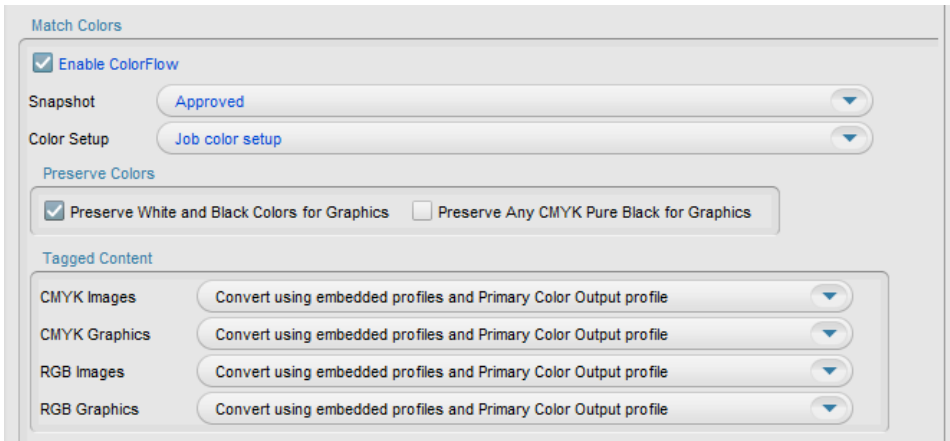 Match Colors
Enable ColorFlow
Snapshot Approved
Color Setup Job color setup
Preserve Colors
Preserve White and Black Colors for Graphics Preserve Any CMYK Pure Black for Graphics
Tagged Content
CMYK Images Convert using embedded profiles and Primary Color Output profile
CMYK Graphics Convert using embedded profiles and Primary Color Output profile
RGB Images Convert using embedded profiles and Primary Color Output profile
RGB Graphics Convert using embedded profiles and Primary Color Output profile